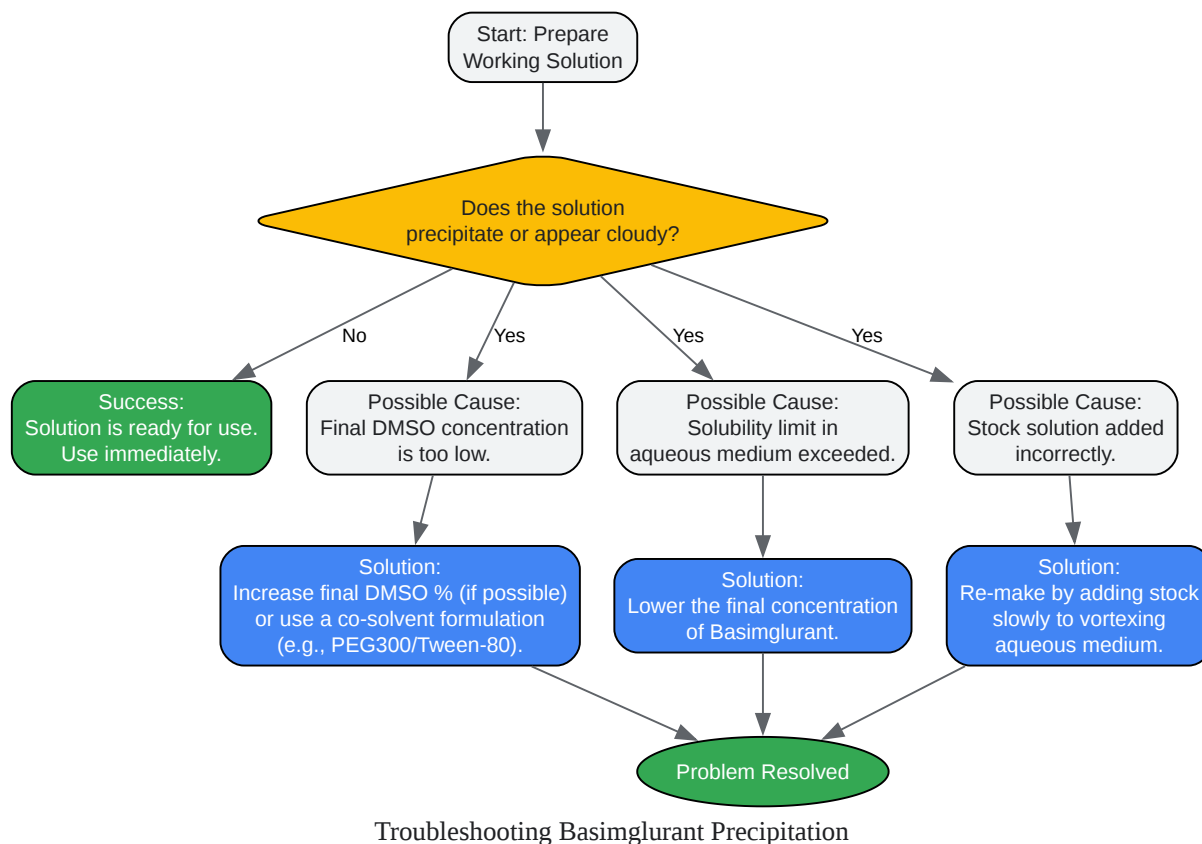 Start: Prepare
Working Solution
Does the solution
precipitate or appear cloudy?
No
Yes
Yes
Yes
Success:
Solution is ready for use.
Use immediately.
Possible Cause:
Final DMSO concentration
is too low.
Possible Cause:
Solubility limit in
aqueous medium exceeded.
Possible Cause:
Stock solution added
incorrectly.
Solution:
Increase final DMSO % (if possible)
or use a co-solvent formulation
(e.g., PEG300/Tween-80).
Solution:
Lower the final concentration
of Basimglurant.
Solution:
Re-make by adding stock
slowly to vortexing
aqueous medium.
Problem Resolved
Troubleshooting Basimglurant Precipitation